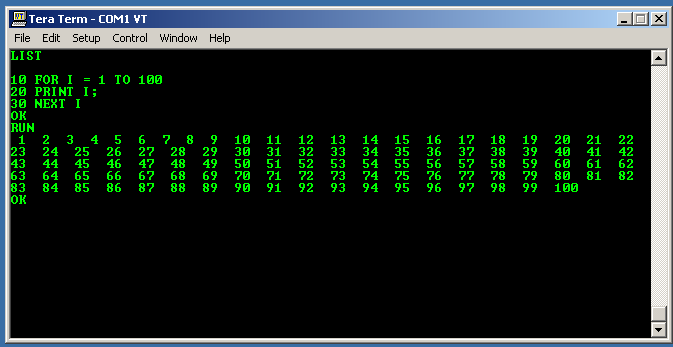 Tera Term - COM1 VT
File Edit Setup Control Window Help
LIST
10 FOR I = 1 TO 100
20 PRINT I;
30 NEXT I
OK
RUN
1 2 3 4 5 6 7 8 9 10 11 12 13 14 15 16 17 18 19 20 21 22
23 24 25 26 27 28 29 30 31 32 33 34 35 36 37 38 39 40 41 42
43 44 45 46 47 48 49 50 51 52 53 54 55 56 57 58 59 60 61 62
63 64 65 66 67 68 69 70 71 72 73 74 75 76 77 78 79 80 81 82
83 84 85 86 87 88 89 90 91 92 93 94 95 96 97 98 99 100
OK